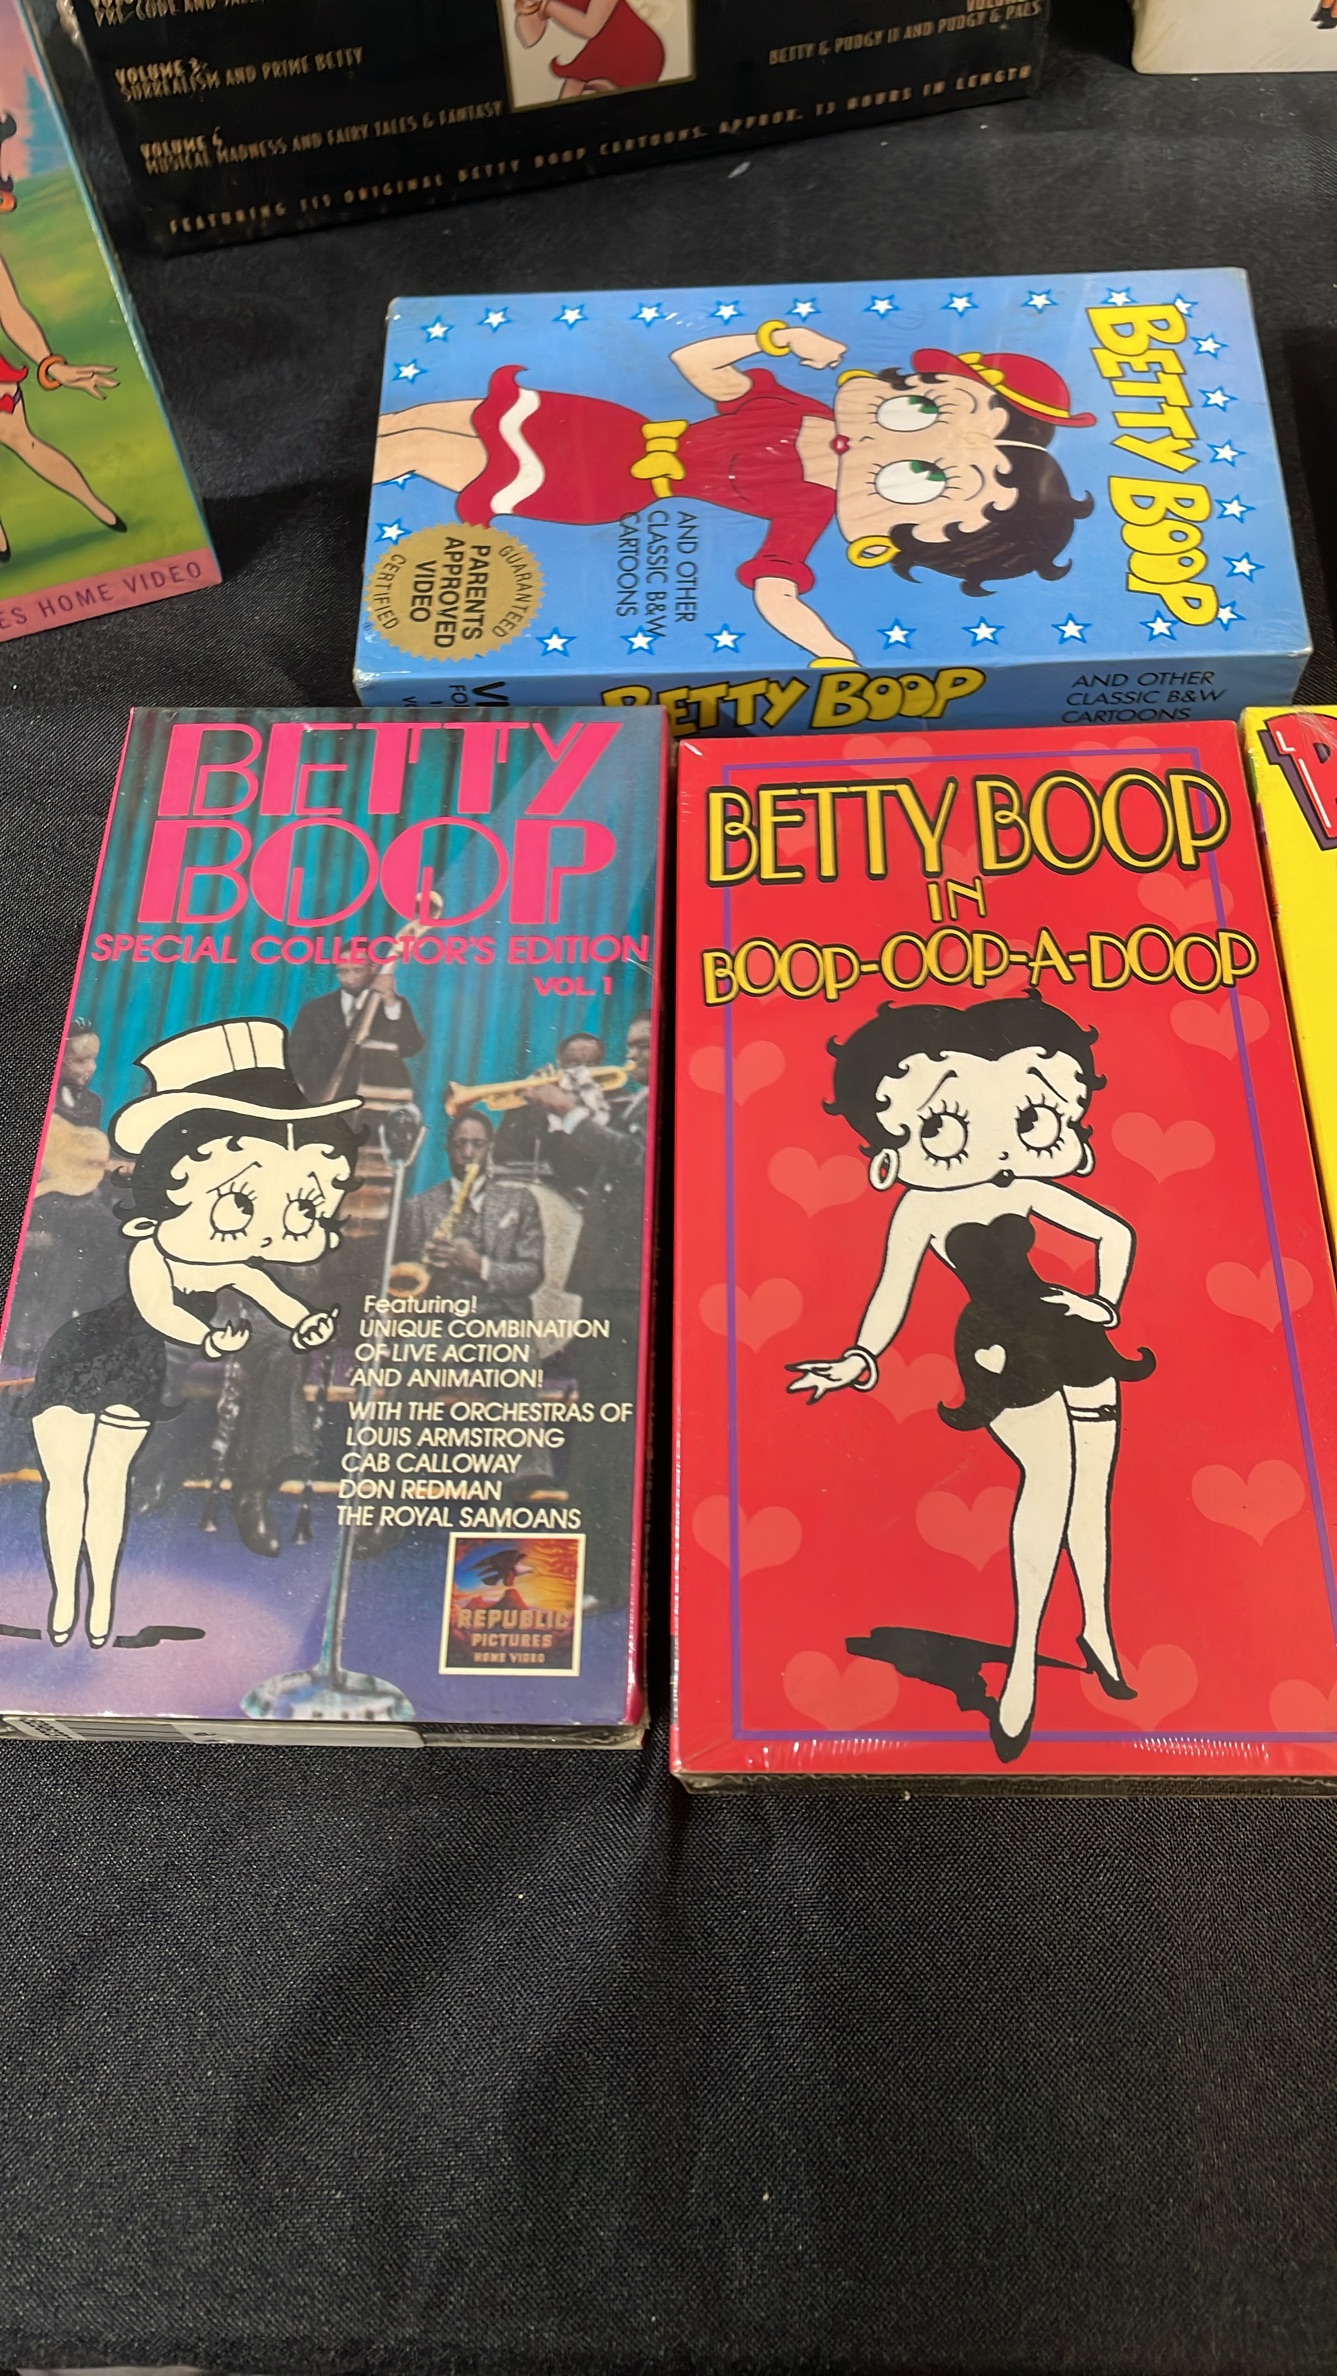 VOLUME 3
SURREALISM AND PRIME BETTY
BETTY & PUDGY II AND PUDGY & PALS
MUSICAL MADNESS AND FAIRY TALES & FANTASY
FEATURING 115 ORIGINAL BETTY BOOP CARTOONS. APPROX. 13 HOURS IN LENGTH
ES HOME VIDEO
BETTY BOOP
AND OTHER
CLASSIC B&W
CARTOONS
GUARANTEED
PARENTS
APPROVED
VIDEO
CERTIFIED
BETTY BOOP
AND OTHER
CLASSIC B&W
CARTOONS
BETTY
BOOP
SPECIAL COLLECTOR'S EDITION
VOL. 1
Featuring!
UNIQUE COMBINATION
OF LIVE ACTION
AND ANIMATION!
WITH THE ORCHESTRAS OF
LOUIS ARMSTRONG
CAB CALLOWAY
DON REDMAN
THE ROYAL SAMOANS
REPUBLIC
PICTURES
HOME VIDEO
BETTY BOOP
IN
BOOP-OOP-A-DOOP